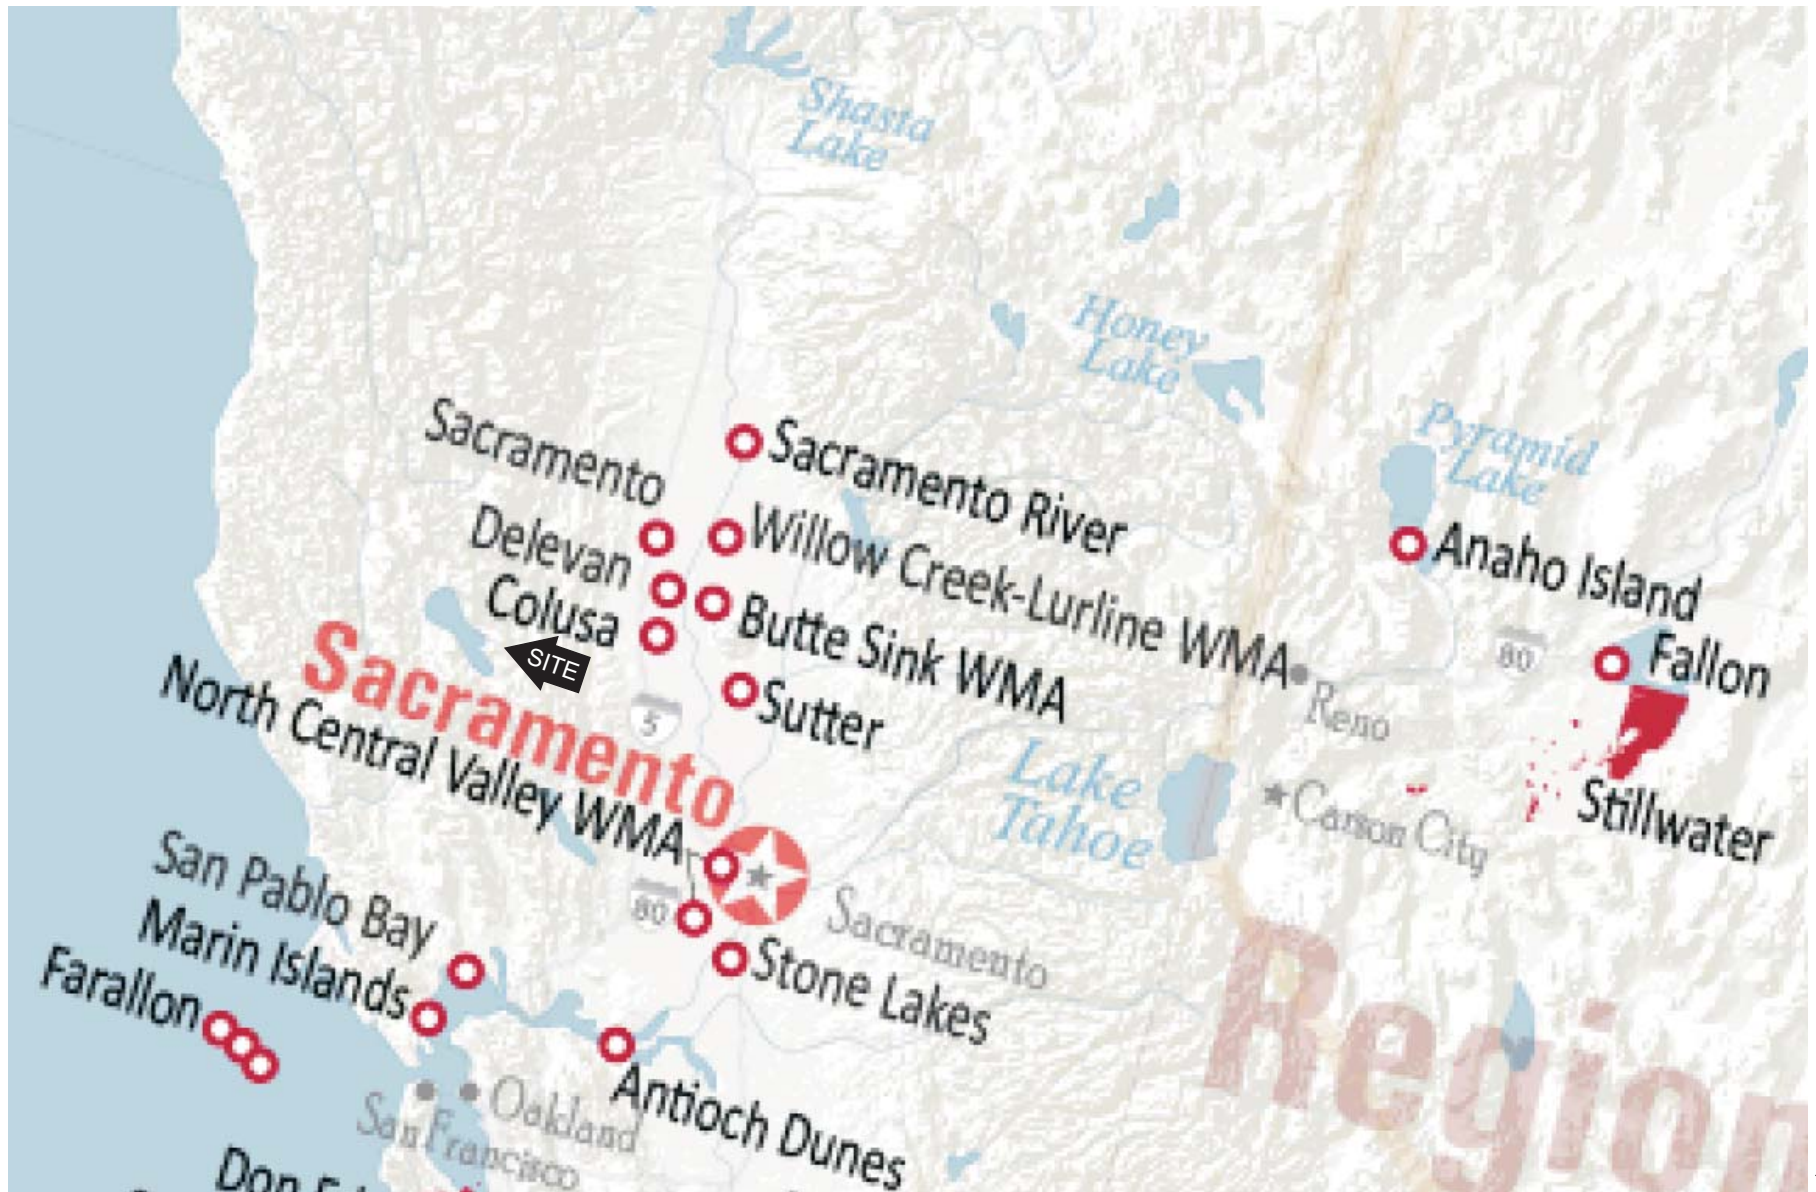 Shasta
Lake
Honey
Lake
Pyramid
Lake
Sacramento
Sacramento River
Delevan
Willow Creek-Lurline WMA
Anaho Island
Colusa
Butte Sink WMA
80
Fallon
SITE
Sacramento
North Central Valley WMA
5
Sutter
Reno
Lake
Tahoe
Carson City
Stillwater
San Pablo Bay
80
Sacramento
Marin Islands
Stone Lakes
Farallon
Region
Antioch Dunes
Oakland
San Francisco
Don